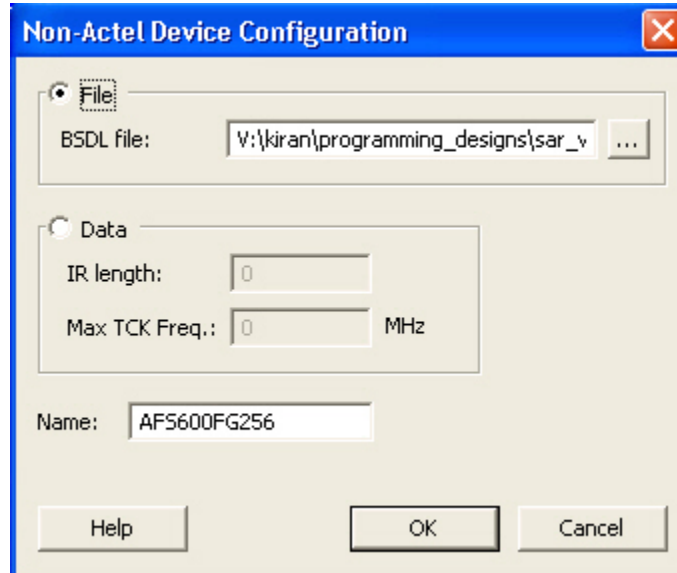 Non-Actel Device Configuration
File
BSDL file: V:\kiran\programming_designs\sar_v ...
Data
IR length: 0
Max TCK Freq.: 0 MHz
Name: AFS600FG256
Help OK Cancel